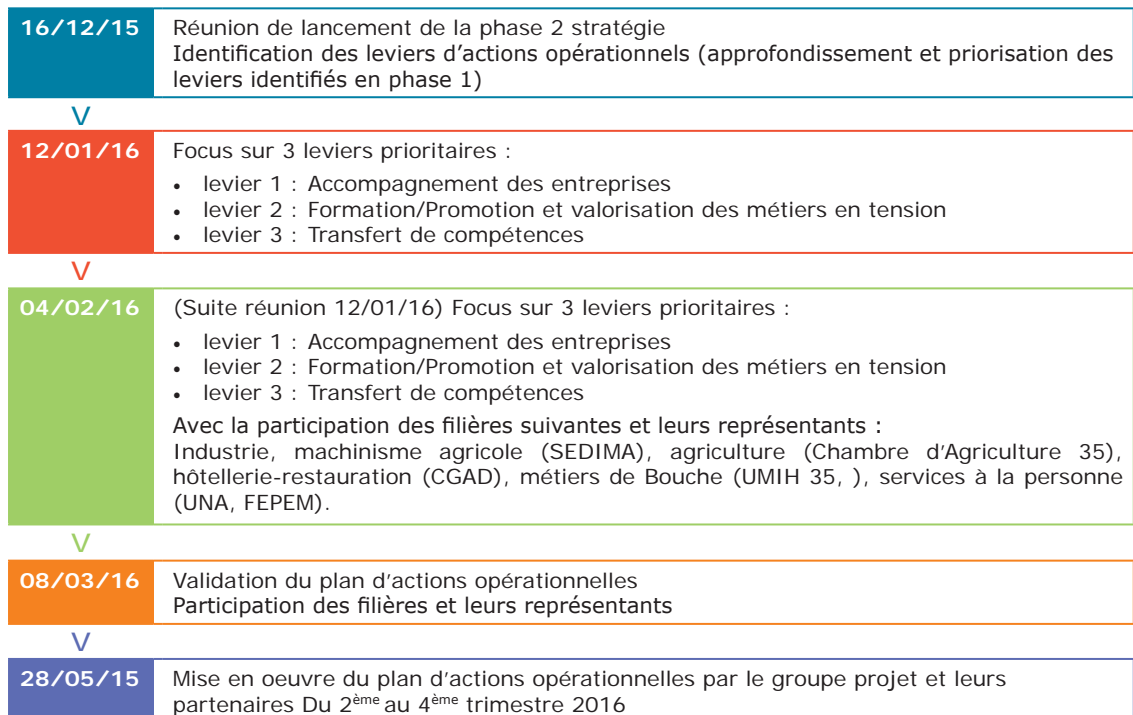 16/12/15
Réunion de lancement de la phase 2 stratégie
Identification des leviers d'actions opérationnels (approfondissement et priorisation des
leviers identifiés en phase 1)
V
12/01/16
Focus sur 3 leviers prioritaires :
• levier 1 : Accompagnement des entreprises
• levier 2 : Formation/Promotion et valorisation des métiers en tension
• levier 3 : Transfert de compétences
V
04/02/16
(Suite réunion 12/01/16) Focus sur 3 leviers prioritaires :
• levier 1 : Accompagnement des entreprises
• levier 2 : Formation/Promotion et valorisation des métiers en tension
• levier 3 : Transfert de compétences
Avec la participation des filières suivantes et leurs représentants :
Industrie, machinisme agricole (SEDIMA), agriculture (Chambre d'Agriculture 35),
hôtellerie-restauration (CGAD), métiers de Bouche (UMIH 35, ), services à la personne
(UNA, FEPEM).
V
08/03/16
Validation du plan d'actions opérationnelles
Participation des filières et leurs représentants
V
28/05/15
Mise en oeuvre du plan d'actions opérationnelles par le groupe projet et leurs
partenaires Du 2ème au 4ème trimestre 2016